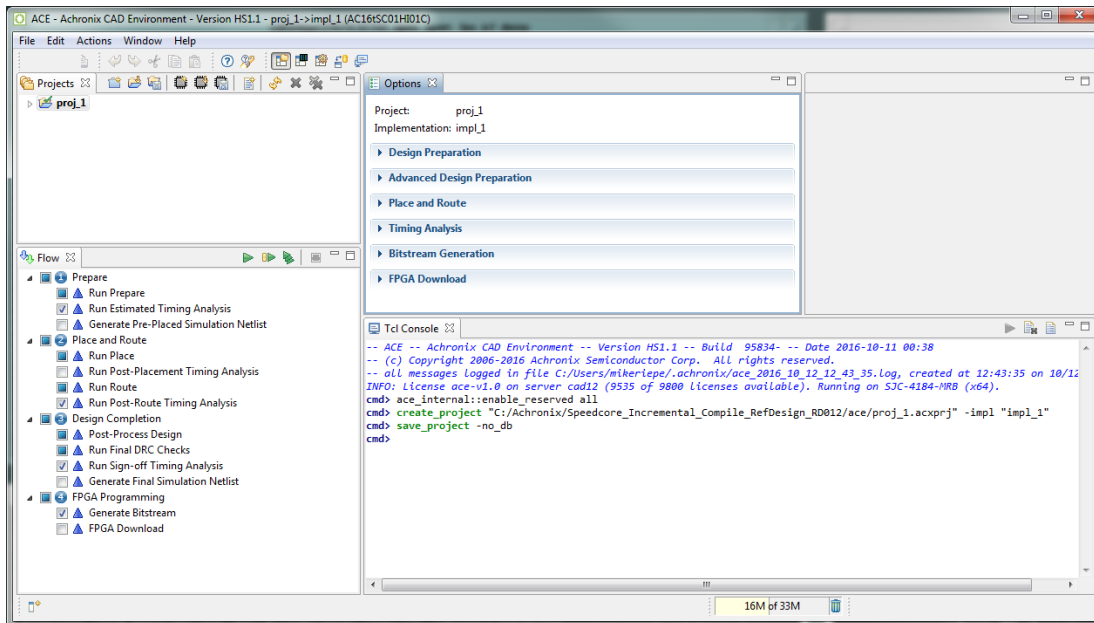 ACE - Achronix CAD Environment - Version HS1.1 - proj_1->impl_1 (AC16tSC01HI01C)
File Edit Actions Window Help
Projects
proj_1
Options
Project: proj_1
Implementation: impl_1
Design Preparation
Advanced Design Preparation
Place and Route
Timing Analysis
Bitstream Generation
FPGA Download
Flow
1 Prepare
Run Prepare
Run Estimated Timing Analysis
Generate Pre-Placed Simulation Netlist
2 Place and Route
Run Place
Run Post-Placement Timing Analysis
Run Route
Run Post-Route Timing Analysis
3 Design Completion
Post-Process Design
Run Final DRC Checks
Run Sign-off Timing Analysis
Generate Final Simulation Netlist
4 FPGA Programming
Generate Bitstream
FPGA Download
Tcl Console
-- ACE -- Achronix CAD Environment -- Version HS1.1 -- Build 95834- -- Date 2016-10-11 00:38
-- (c) Copyright 2006-2016 Achronix Semiconductor Corp. All rights reserved.
-- all messages logged in file C:/Users/mikeriepe/.achronix/ace_2016_10_12_12_43_35.log, created at 12:43:35 on 10/12
INFO: License ace-v1.0 on server cad12 (9535 of 9800 licenses available). Running on SJC-4184-MRB (x64).
cmd> ace_internal::enable_reserved all
cmd> create_project "C:/Achronix/Speedcore_Incremental_Compile_RefDesign_RD012/ace/proj_1.acxprj" -impl "impl_1"
cmd> save_project -no_db
cmd>
16M of 33M